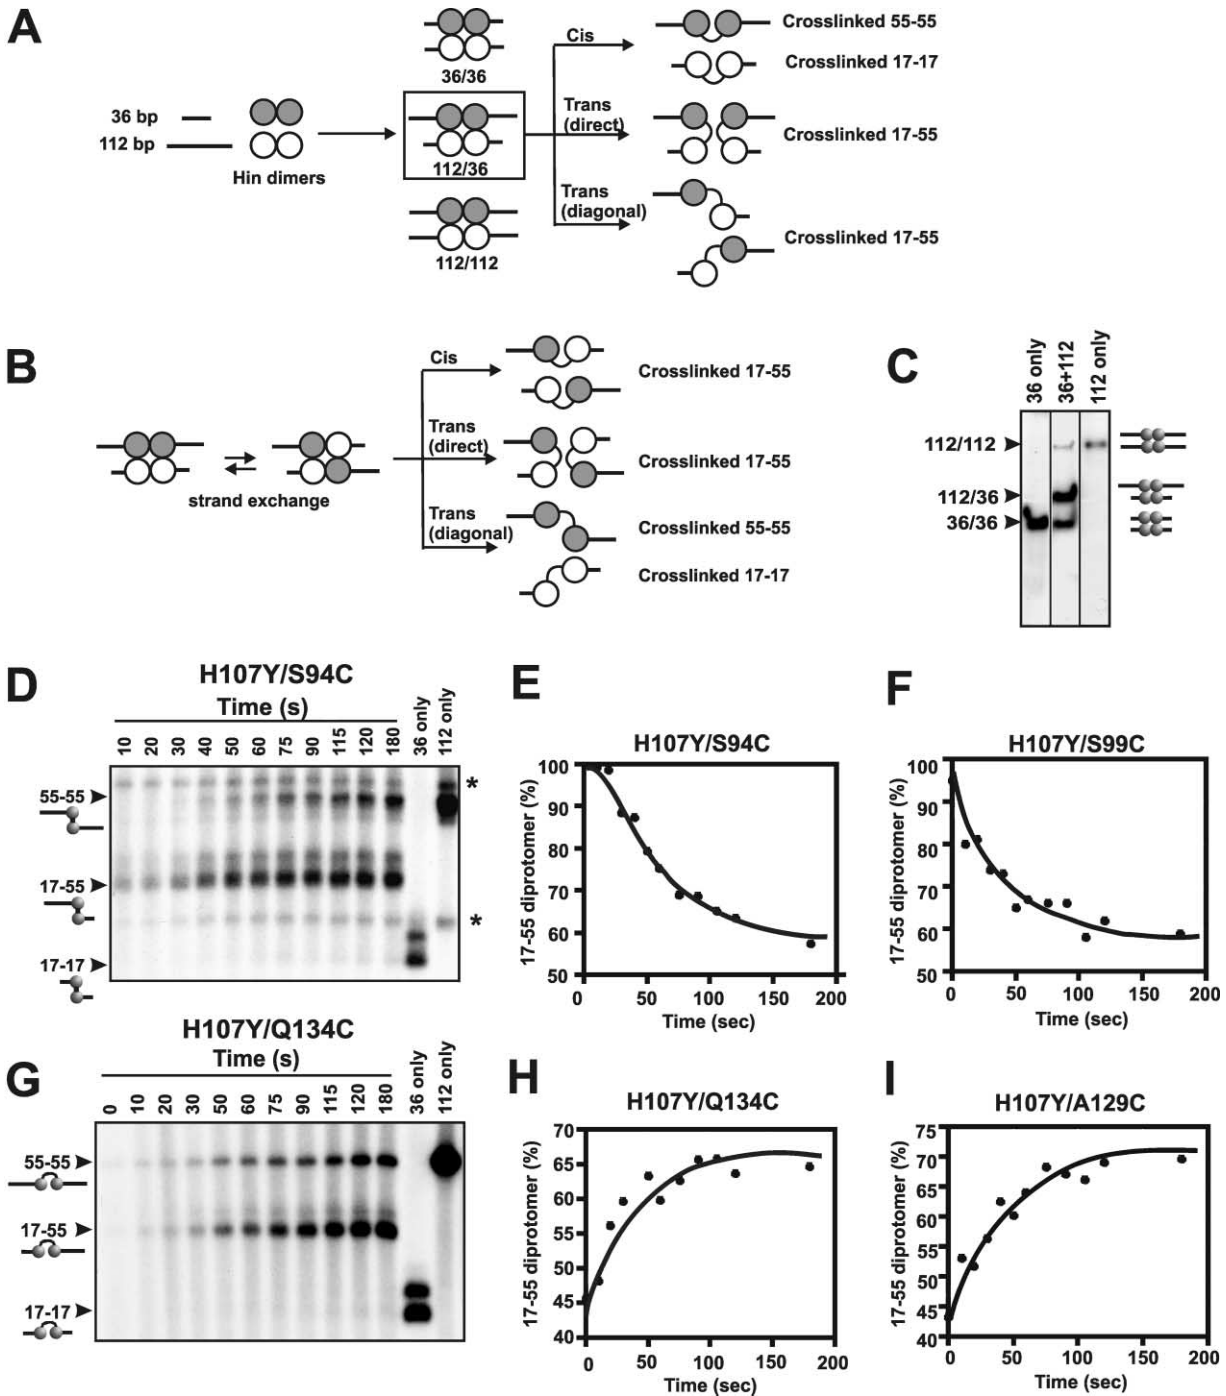 A
36 bp
112 bp
Hin dimers
36/36
112/36
112/112
Cis
Trans
(direct)
Trans
(diagonal)
Crosslinked 55-55
Crosslinked 17-17
Crosslinked 17-55
Crosslinked 17-55
B
strand exchange
Cis
Trans
(direct)
Trans
(diagonal)
Crosslinked 17-55
Crosslinked 17-55
Crosslinked 55-55
Crosslinked 17-17
C
36 only
36+112
112 only
112/112
112/36
36/36
D
H107Y/S94C
Time (s)
10 20 30 40 50 60 75 90 115 120 180 36 only 112 only
55-55
*
17-55
*
17-17
E
H107Y/S94C
17-55 diprotomer (%)
100
90
80
70
60
50
0 50 100 150 200
Time (sec)
F
H107Y/S99C
17-55 diprotomer (%)
100
90
80
70
60
50
0 50 100 150 200
Time (sec)
G
H107Y/Q134C
Time (s)
0 10 20 30 50 60 75 90 115 120 180 36 only 112 only
55-55
17-55
17-17
H
H107Y/Q134C
17-55 diprotomer (%)
70
65
60
55
50
45
40
0 50 100 150 200
Time (sec)
I
H107Y/A129C
17-55 diprotomer (%)
75
70
65
60
55
50
45
40
0 50 100 150 200
Time (sec)